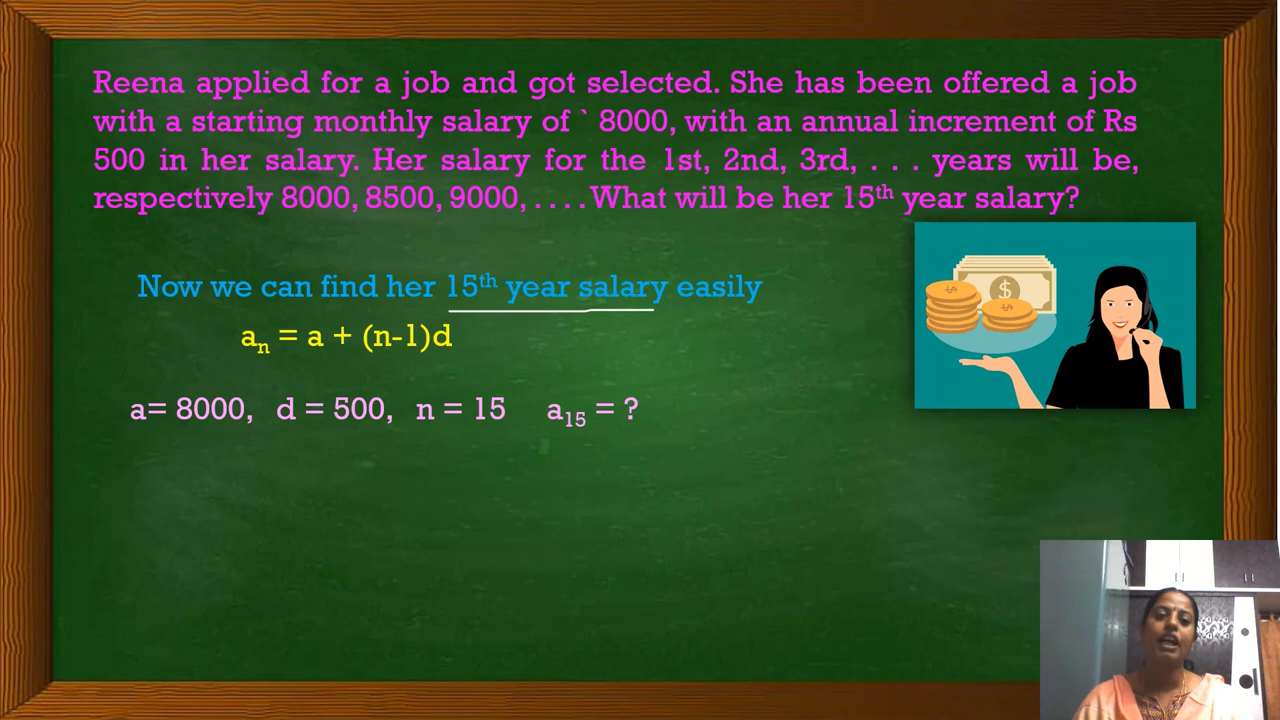 Reena applied for a job and got selected. She has been offered a job
with a starting monthly salary of ` 8000, with an annual increment of Rs
500 in her salary. Her salary for the 1st, 2nd, 3rd, . . . years will be,
respectively 8000, 8500, 9000, . . . . What will be her 15th year salary?
Now we can find her 15th year salary easily
an = a + (n-1)d
a= 8000, d = 500, n = 15 a15 = ?
$
$
$